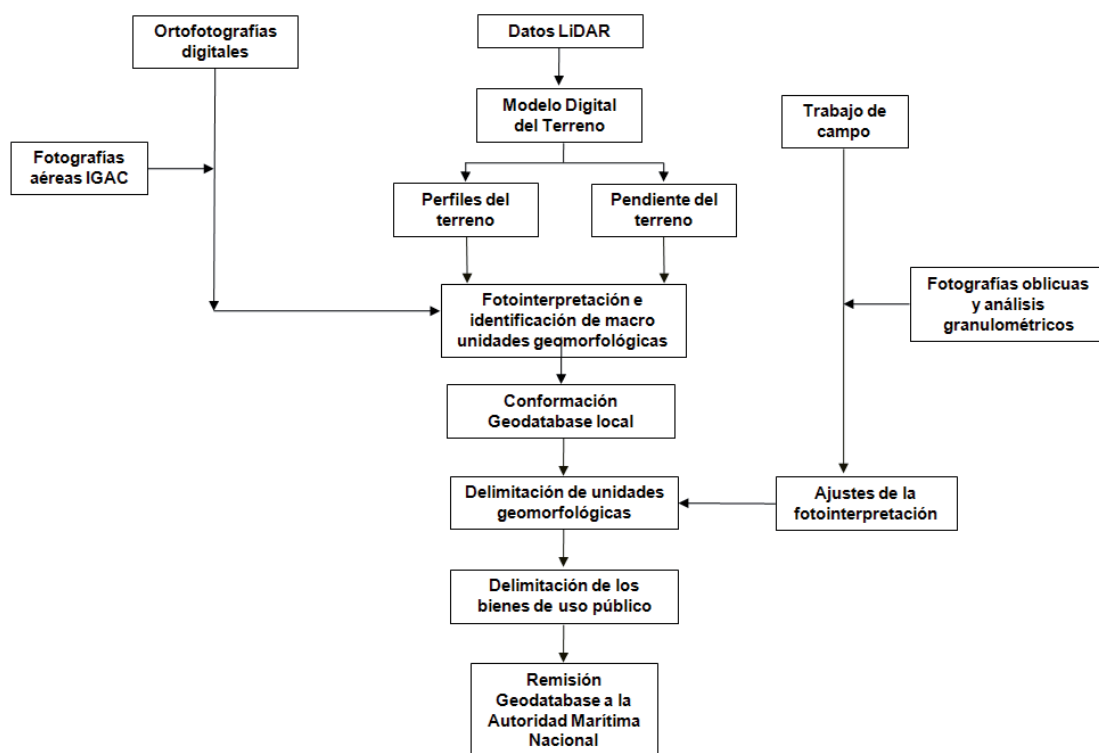 Ortofotografías
digitales
Datos LiDAR
Modelo Digital
del Terreno
Trabajo de
campo
Fotografías
aéreas IGAC
Perfiles del
terreno
Pendiente del
terreno
Fotointerpretación e
identificación de macro
unidades geomorfológicas
Fotografías oblicuas
y análisis
granulométricos
Conformación
Geodatabase local
Delimitación de unidades
geomorfológicas
Ajustes de la
fotointerpretación
Delimitación de los
bienes de uso público
Remisión
Geodatabase a la
Autoridad Marítima
Nacional